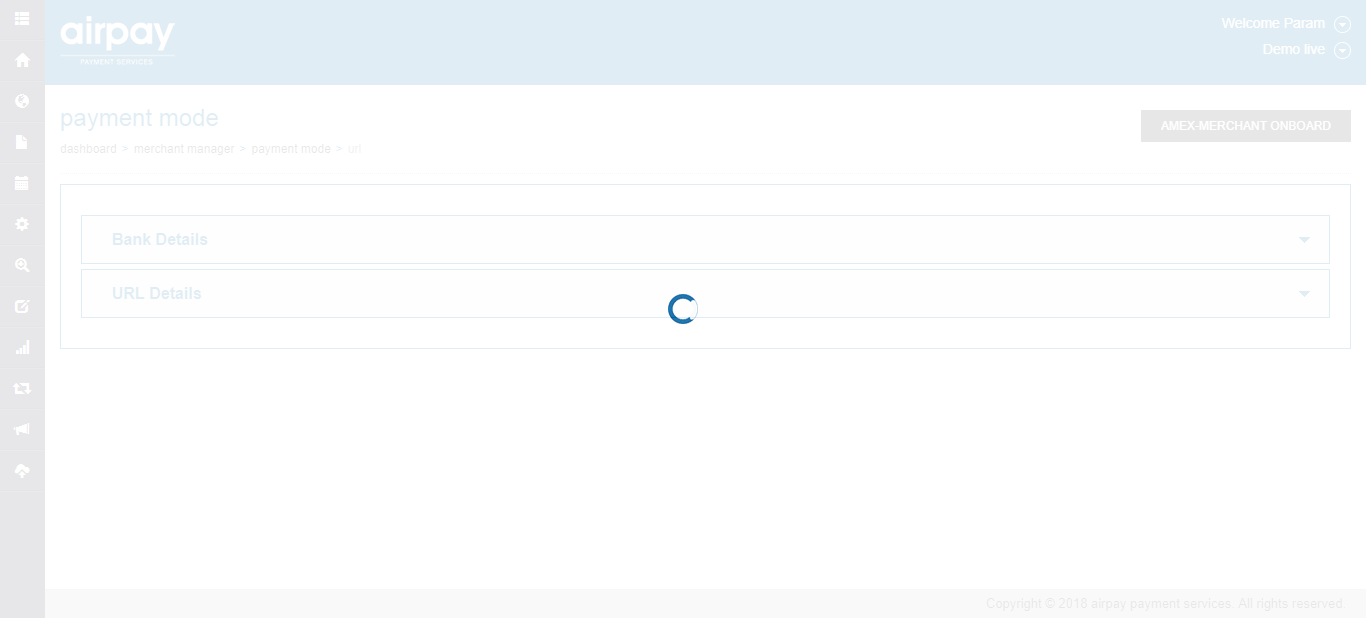 airpay
PAYMENT SERVICES
Welcome Param
Demo live
payment mode
AMEX-MERCHANT ONBOARD
dashboard > merchant manager > payment mode > url
Bank Details
URL Details
Copyright © 2018 airpay payment services. All rights reserved